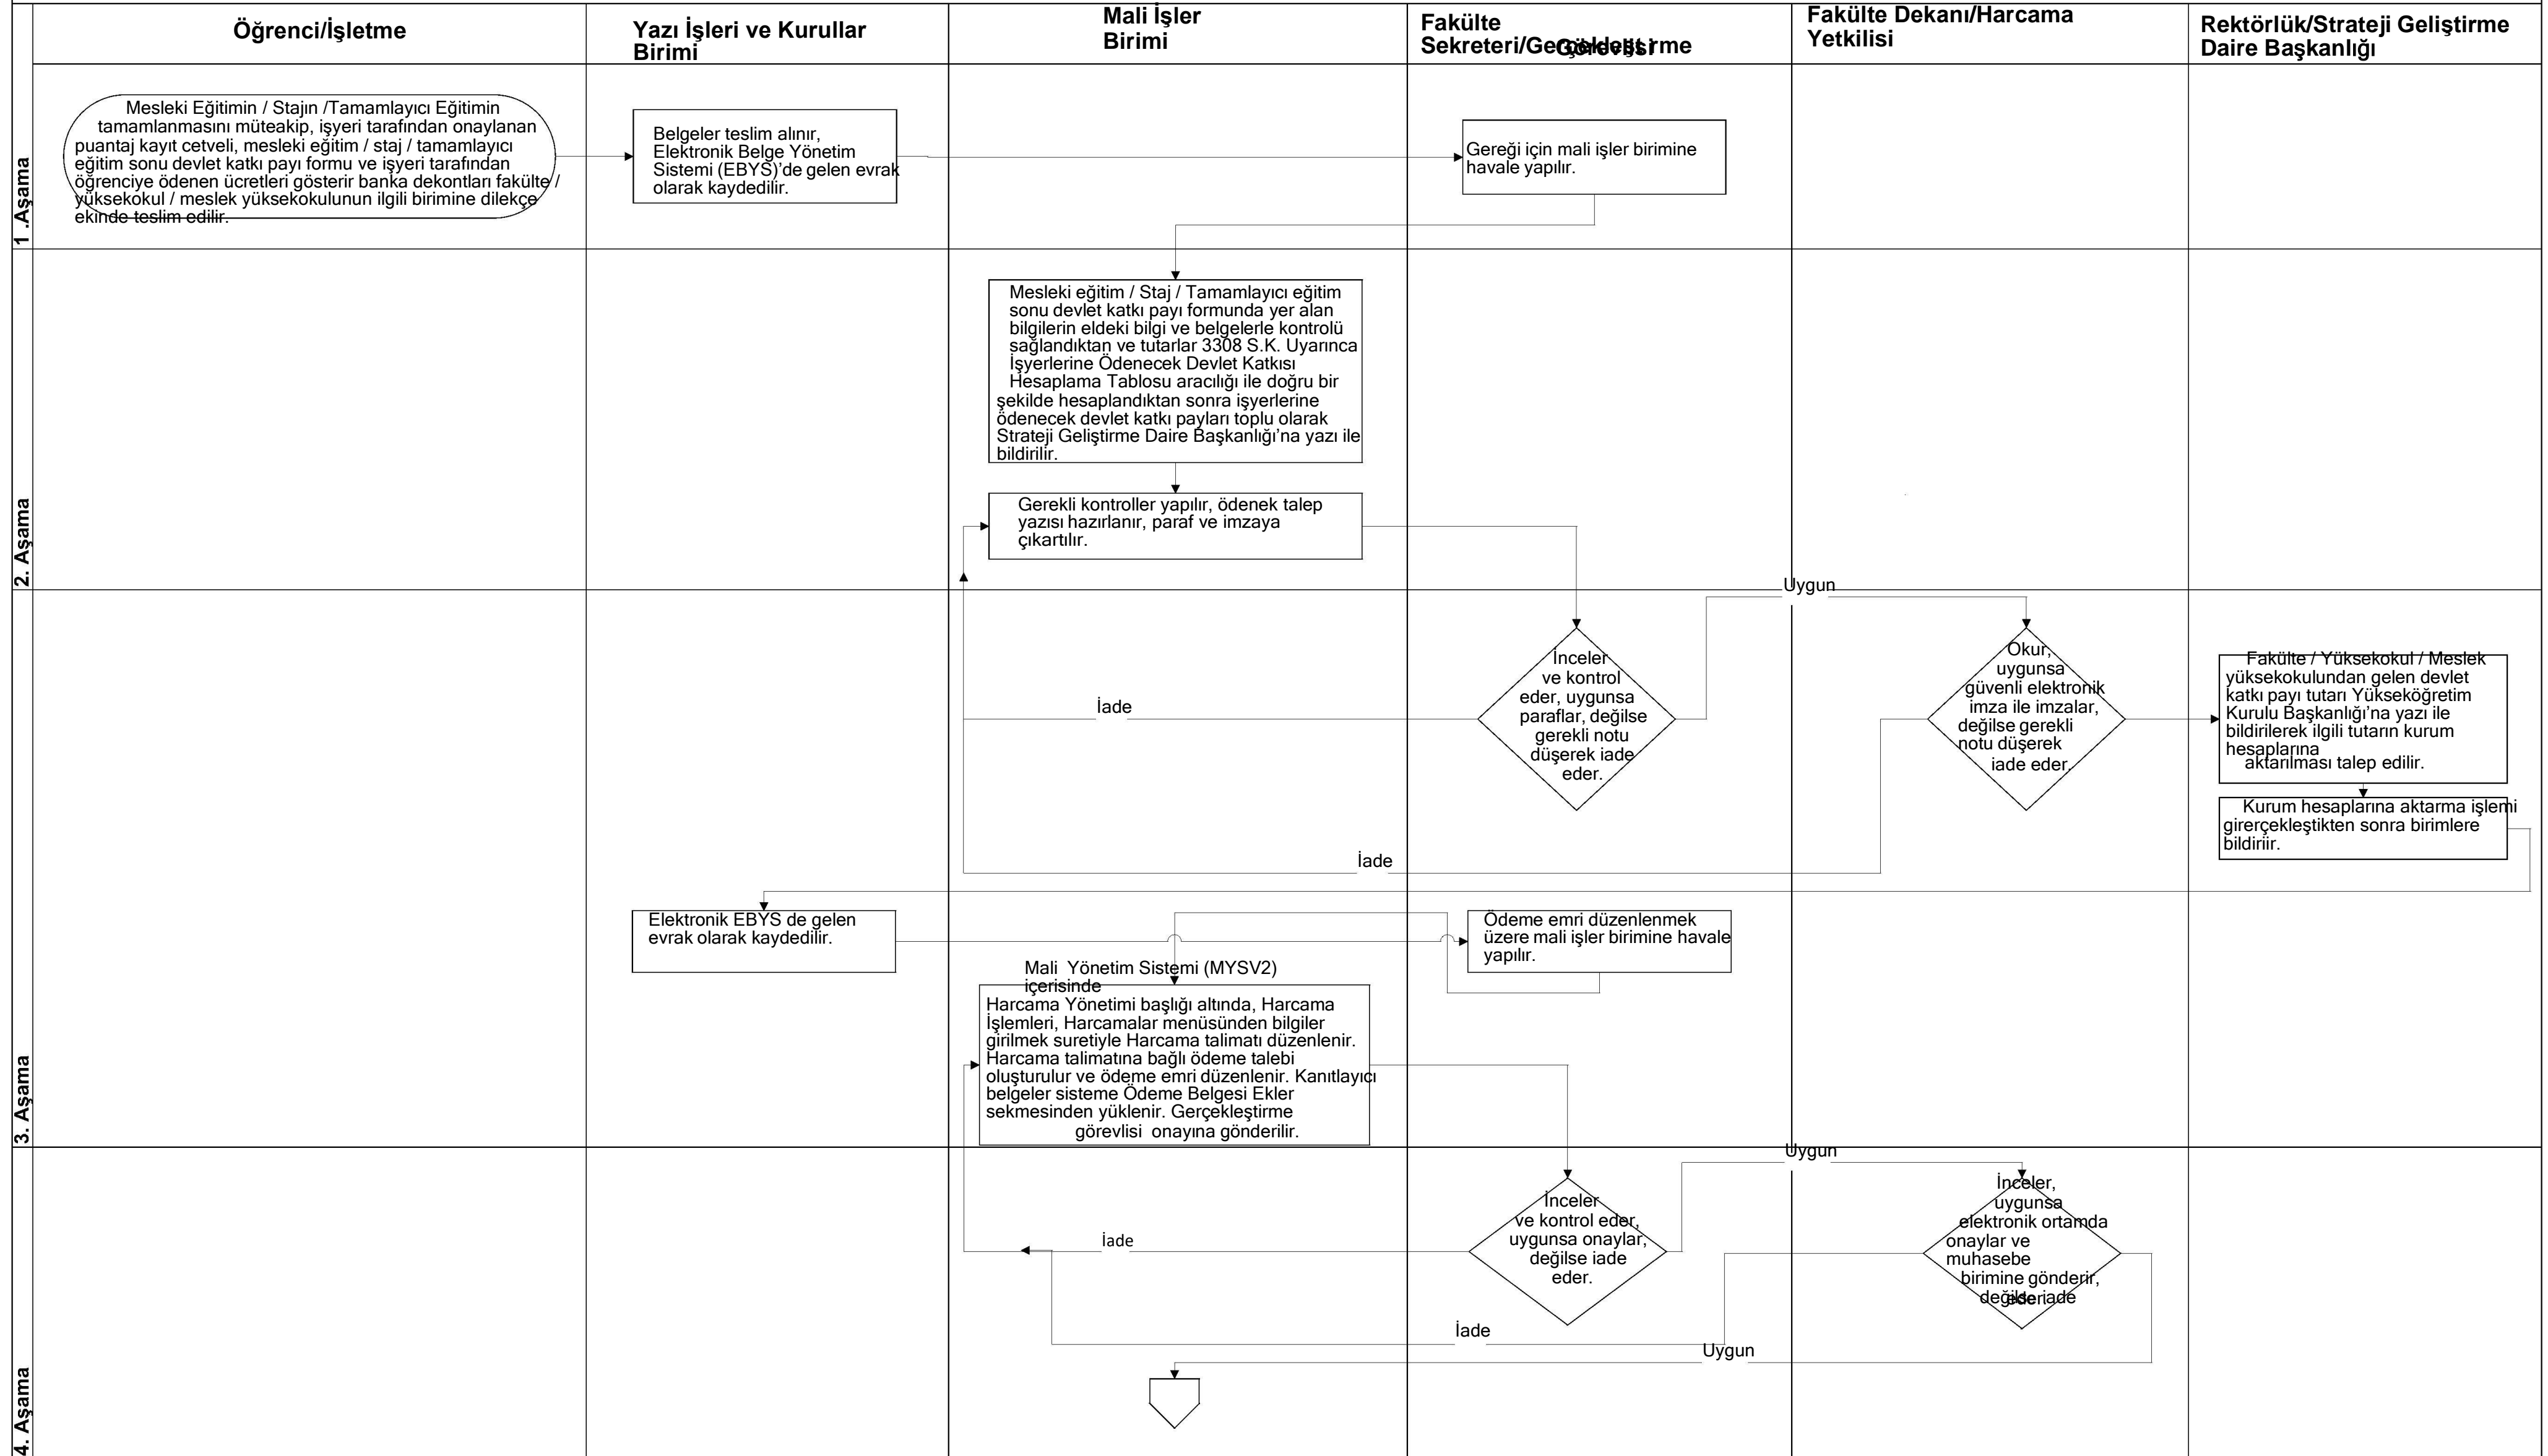 Öğrenci/İşletme
Yazı İşleri ve Kurullar
Birimi
Mali İşler
Birimi
Fakülte
Sekreteri/Gerçekleştirme
Görevlisi
Fakülte Dekanı/Harcama
Yetkilisi
Rektörlük/Strateji Geliştirme
Daire Başkanlığı
1 .Aşama
Mesleki Eğitimin / Stajın /Tamamlayıcı Eğitimin
tamamlanmasını müteakip, işyeri tarafından onaylanan
puantaj kayıt cetveli, mesleki eğitim / staj / tamamlayıcı
eğitim sonu devlet katkı payı formu ve işyeri tarafından
öğrenciye ödenen ücretleri gösterir banka dekontları fakülte /
yüksekokul / meslek yüksekokulunun ilgili birimine dilekçe
ekinde teslim edilir.
Belgeler teslim alınır,
Elektronik Belge Yönetim
Sistemi (EBYS)’de gelen evrak
olarak kaydedilir.
Gereği için mali işler birimine
havale yapılır.
2. Aşama
Mesleki eğitim / Staj / Tamamlayıcı eğitim
sonu devlet katkı payı formunda yer alan
bilgilerin eldeki bilgi ve belgelerle kontrolü
sağlandıktan ve tutarlar 3308 S.K. Uyarınca
İşyerlerine Ödenecek Devlet Katkısı
Hesaplama Tablosu aracılığı ile doğru bir
şekilde hesaplandıktan sonra işyerlerine
ödenecek devlet katkı payları toplu olarak
Strateji Geliştirme Daire Başkanlığı’na yazı ile
bildirilir.
Gerekli kontroller yapılır, ödenek talep
yazısı hazırlanır, paraf ve imzaya
çıkartılır.
3. Aşama
Uygun
İnceler
ve kontrol
eder, uygunsa
paraflar, değilse
gerekli notu
düşerek iade
eder.
İade
Okur,
uygunsa
güvenli elektronik
imza ile imzalar,
değilse gerekli
notu düşerek
iade eder.
İade
Fakülte / Yüksekokul / Meslek
yüksekokulundan gelen devlet
katkı payı tutarı Yükseköğretim
Kurulu Başkanlığı’na yazı ile
bildirilerek ilgili tutarın kurum
hesaplarına
aktarılması talep edilir.
Kurum hesaplarına aktarma işlemi
girerçekleştikten sonra birimlere
bildiriir.
Elektronik EBYS de gelen
evrak olarak kaydedilir.
Ödeme emri düzenlenmek
üzere mali işler birimine havale
yapılır.
Mali Yönetim Sistemi (MYSV2)
içerisinde
Harcama Yönetimi başlığı altında, Harcama
İşlemleri, Harcamalar menüsünden bilgiler
girilmek suretiyle Harcama talimatı düzenlenir.
Harcama talimatına bağlı ödeme talebi
oluşturulur ve ödeme emri düzenlenir. Kanıtlayıcı
belgeler sisteme Ödeme Belgesi Ekler
sekmesinden yüklenir. Gerçekleştirme
görevlisi onayına gönderilir.
4. Aşama
Uygun
İnceler
ve kontrol eder,
uygunsa onaylar,
değilse iade
eder.
İade
İnceler,
uygunsa
elektronik ortamda
onaylar ve
muhasebe
birimine gönderir,
değilse iade
eder.
İade
Uygun